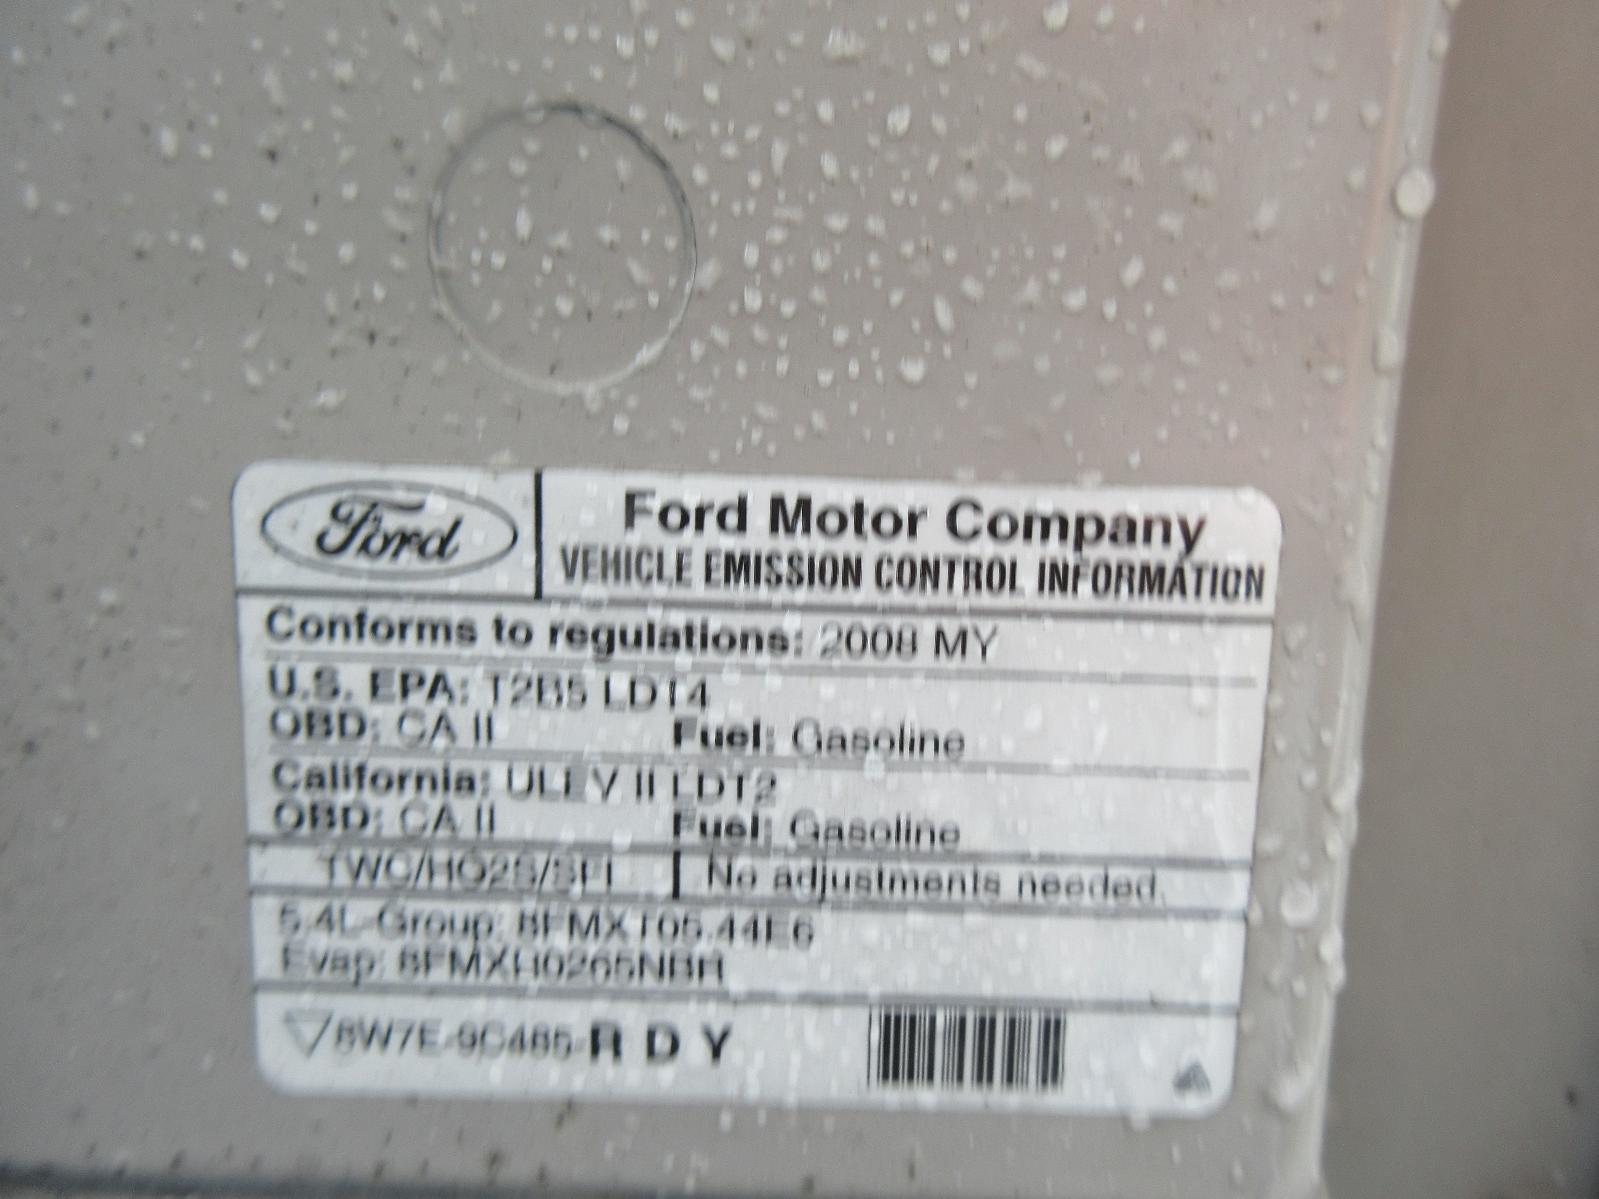 Ford
Ford Motor Company
VEHICLE EMISSION CONTROL INFORMATION
Conforms to regulations: 2008 MY
U.S. EPA: T2B5 LDT4
OBD: CA II Fuel: Gasoline
California: ULEV II LDT2
OBD: CA II Fuel: Gasoline
TWC/HO2S/SFI No adjustments needed.
5.4L-Group: 8FMXT05.44E6
Evap: 8FMXH0265NBH
8W7E-9C485-R D Y